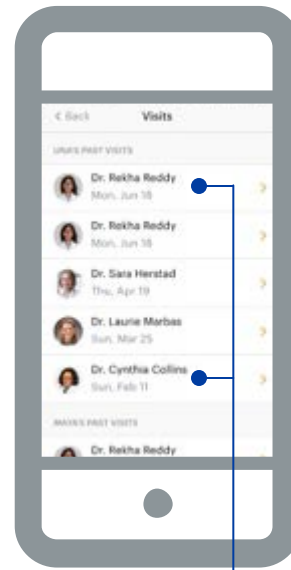 < Back Visits
UNA'S PAST VISITS
Dr. Rekha Reddy
Mon, Jun 18
Dr. Rekha Reddy
Mon, Jun 18
Dr. Sara Herstad
Thu, Apr 19
Dr. Laurie Marbas
Sun, Mar 25
Dr. Cynthia Collins
Sun, Feb 11
MAYA'S PAST VISITS
Dr. Rekha Reddy